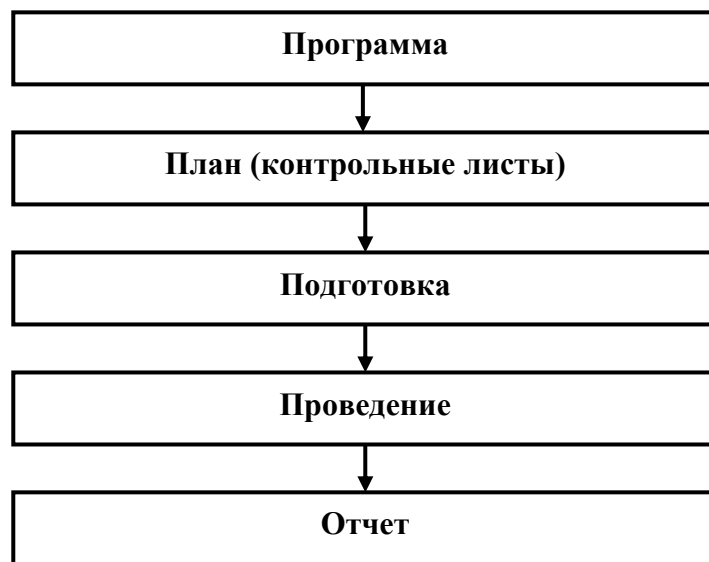 Программа
План (контрольные листы)
Подготовка
Проведение
Отчет